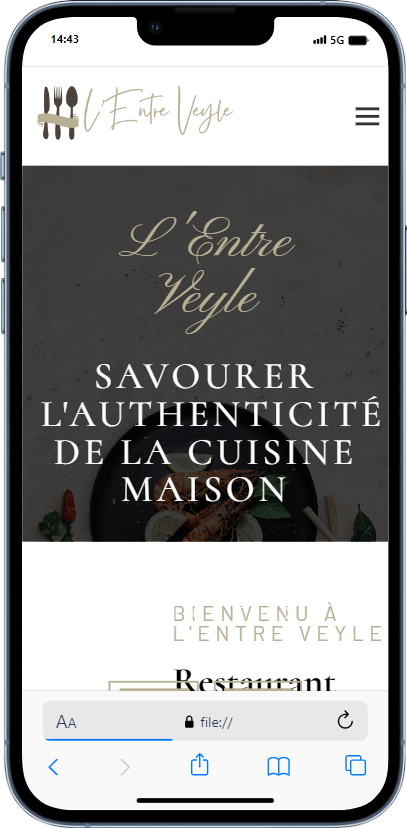 14:43
5G
L'Entre Veyle
L'Entre
Veyle
SAVOURER
L'AUTHENTICITÉ
DE LA CUISINE
MAISON
BIENVENU À
L'ENTRE VEYLE
Restaurant
AA
file://